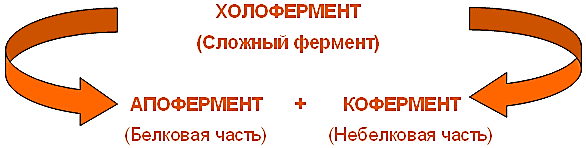 ХОЛОФЕРМЕНТ
(Сложный фермент)
АПОФЕРМЕНТ + КОФЕРМЕНТ
(Белковая часть) (Небелковая часть)